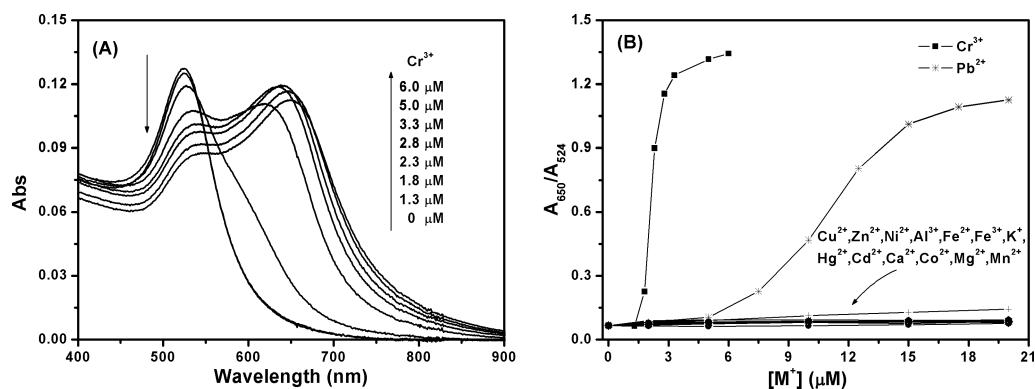 (A)
Cr³⁺
6.0 μM
5.0 μM
3.3 μM
2.8 μM
2.3 μM
1.8 μM
1.3 μM
0 μM
Abs
0.15
0.12
0.09
0.06
0.03
0.00
400 500 600 700 800 900
Wavelength (nm)
(B)
Cr³⁺
Pb²⁺
Cu²⁺,Zn²⁺,Ni²⁺,Al³⁺,Fe²⁺,Fe³⁺,K⁺,
Hg²⁺,Cd²⁺,Ca²⁺,Co²⁺,Mg²⁺,Mn²⁺
A₆₅₀/A₅₂₄
1.5
1.2
0.9
0.6
0.3
0.0
0 3 6 9 12 15 18 21
[M⁺] (μM)